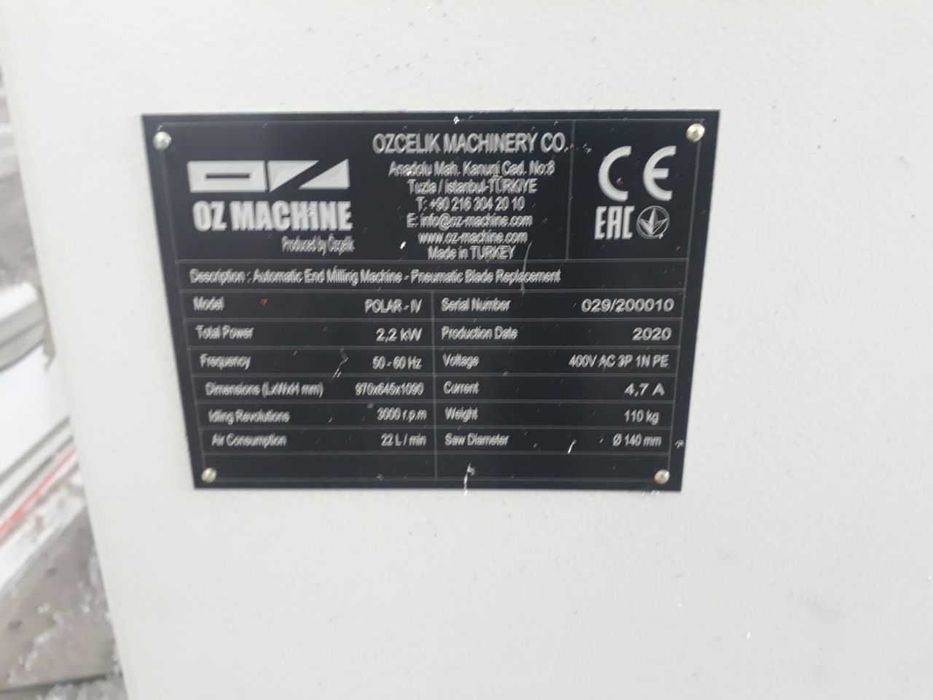 OZ MACHINE
Produced by Özçelik
OZCELIK MACHINERY CO.
Anadolu Mah. Kanuni Cad. No:8
Tuzla / istanbul-TÜRKIYE
T: +90 216 304 20 10
E: info@oz-machine.com
www.oz-machine.com
Made in TURKEY
CE
EAC
Description : Automatic End Milling Machine - Pneumatic Blade Replacement
Model POLAR - IV Serial Number 029/200010
Total Power 2,2 kW Production Date 2020
Frequency 50 - 60 Hz Voltage 400V AC 3P 1N PE
Dimensions (LxWxH mm) 970x645x1090 Current 4,7 A
Idling Revolutions 3000 r.p.m Weight 110 kg
Air Consumption 22 L / min Saw Diameter Ø 140 mm